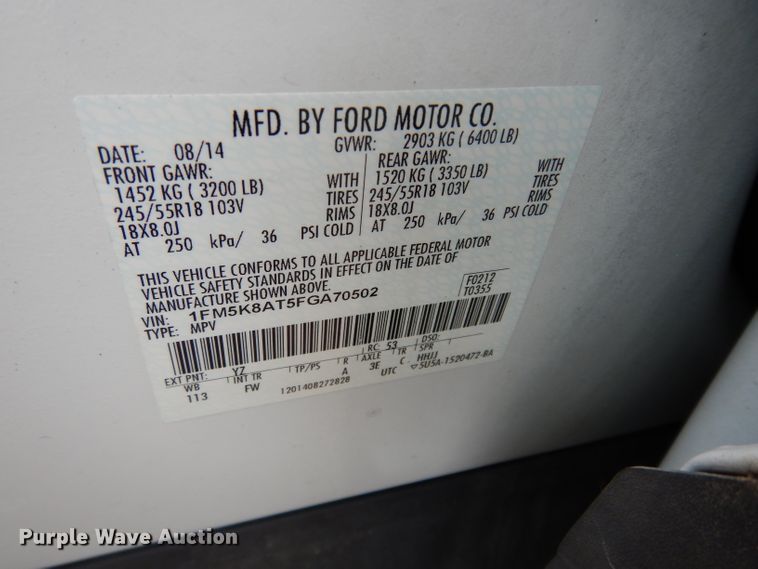 MFD. BY FORD MOTOR CO.
DATE: 08/14 GVWR: 2903 KG ( 6400 LB)
FRONT GAWR: REAR GAWR:
1452 KG ( 3200 LB) WITH 1520 KG ( 3350 LB) WITH
245/55R18 103V TIRES 245/55R18 103V TIRES
18X8.0J RIMS 18X8.0J RIMS
AT 250 kPa/ 36 PSI COLD AT 250 kPa/ 36 PSI COLD
THIS VEHICLE CONFORMS TO ALL APPLICABLE FEDERAL MOTOR
VEHICLE SAFETY STANDARDS IN EFFECT ON THE DATE OF
MANUFACTURE SHOWN ABOVE.
VIN: 1FM5K8AT5FGA70502 F0212
TYPE: MPV T0355
EXT PNT: YZ RC: 53 DSO:
WB INT TR TP/PS R AXLE TR SPR
113 FW A 3E C HHJJ
1201408272828 UTC ▽5U5A-1520472-BA
Purple Wave Auction